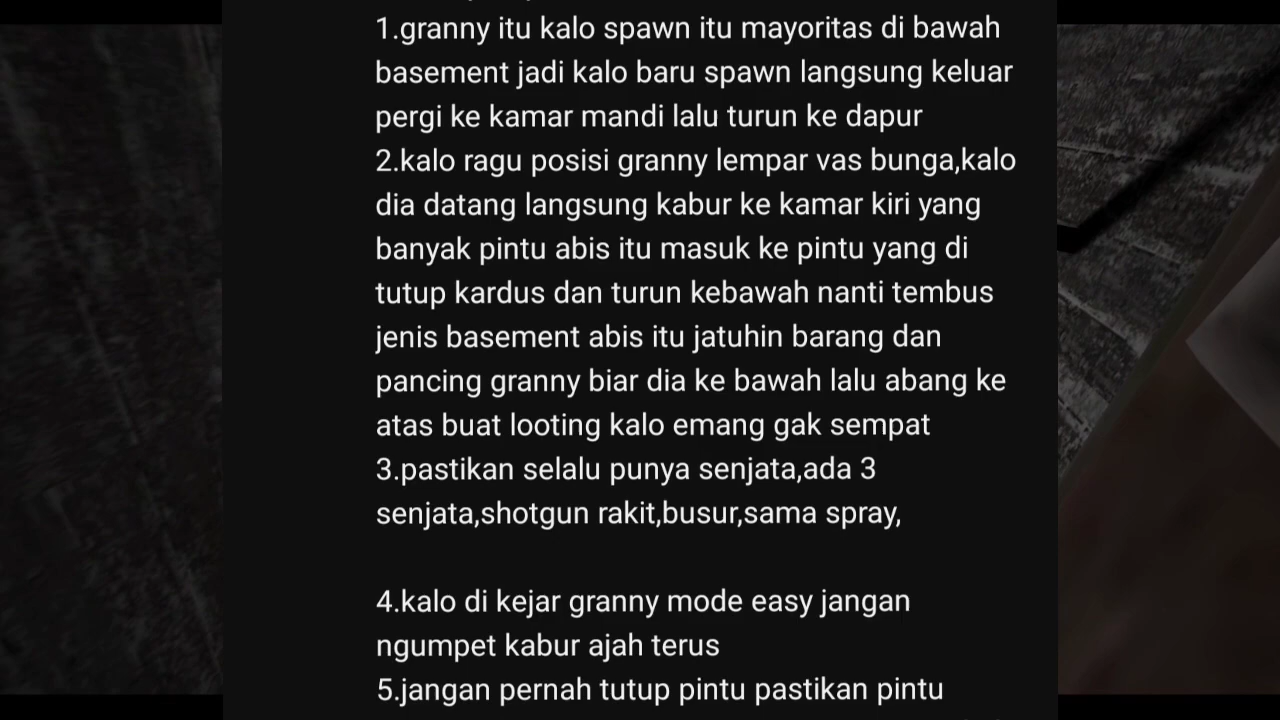 1.granny itu kalo spawn itu mayoritas di bawah
basement jadi kalo baru spawn langsung keluar
pergi ke kamar mandi lalu turun ke dapur
2.kalo ragu posisi granny lempar vas bunga,kalo
dia datang langsung kabur ke kamar kiri yang
banyak pintu abis itu masuk ke pintu yang di
tutup kardus dan turun kebawah nanti tembus
jenis basement abis itu jatuhin barang dan
pancing granny biar dia ke bawah lalu abang ke
atas buat looting kalo emang gak sempat
3.pastikan selalu punya senjata,ada 3
senjata,shotgun rakit,busur,sama spray,
4.kalo di kejar granny mode easy jangan
ngumpet kabur ajah terus
5.jangan pernah tutup pintu pastikan pintu